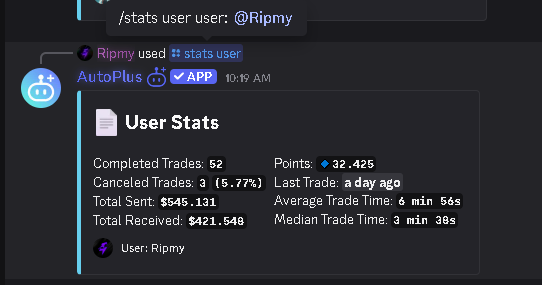 /stats user user: @Ripmy
Ripmy used stats user
AutoPlus APP 10:19 AM
User Stats
Completed Trades: 52
Points: 32.425
Canceled Trades: 3 (5.77%)
Last Trade: a day ago
Total Sent: $545.131
Average Trade Time: 6 min 56s
Total Received: $421.548
Median Trade Time: 3 min 38s
User: Ripmy